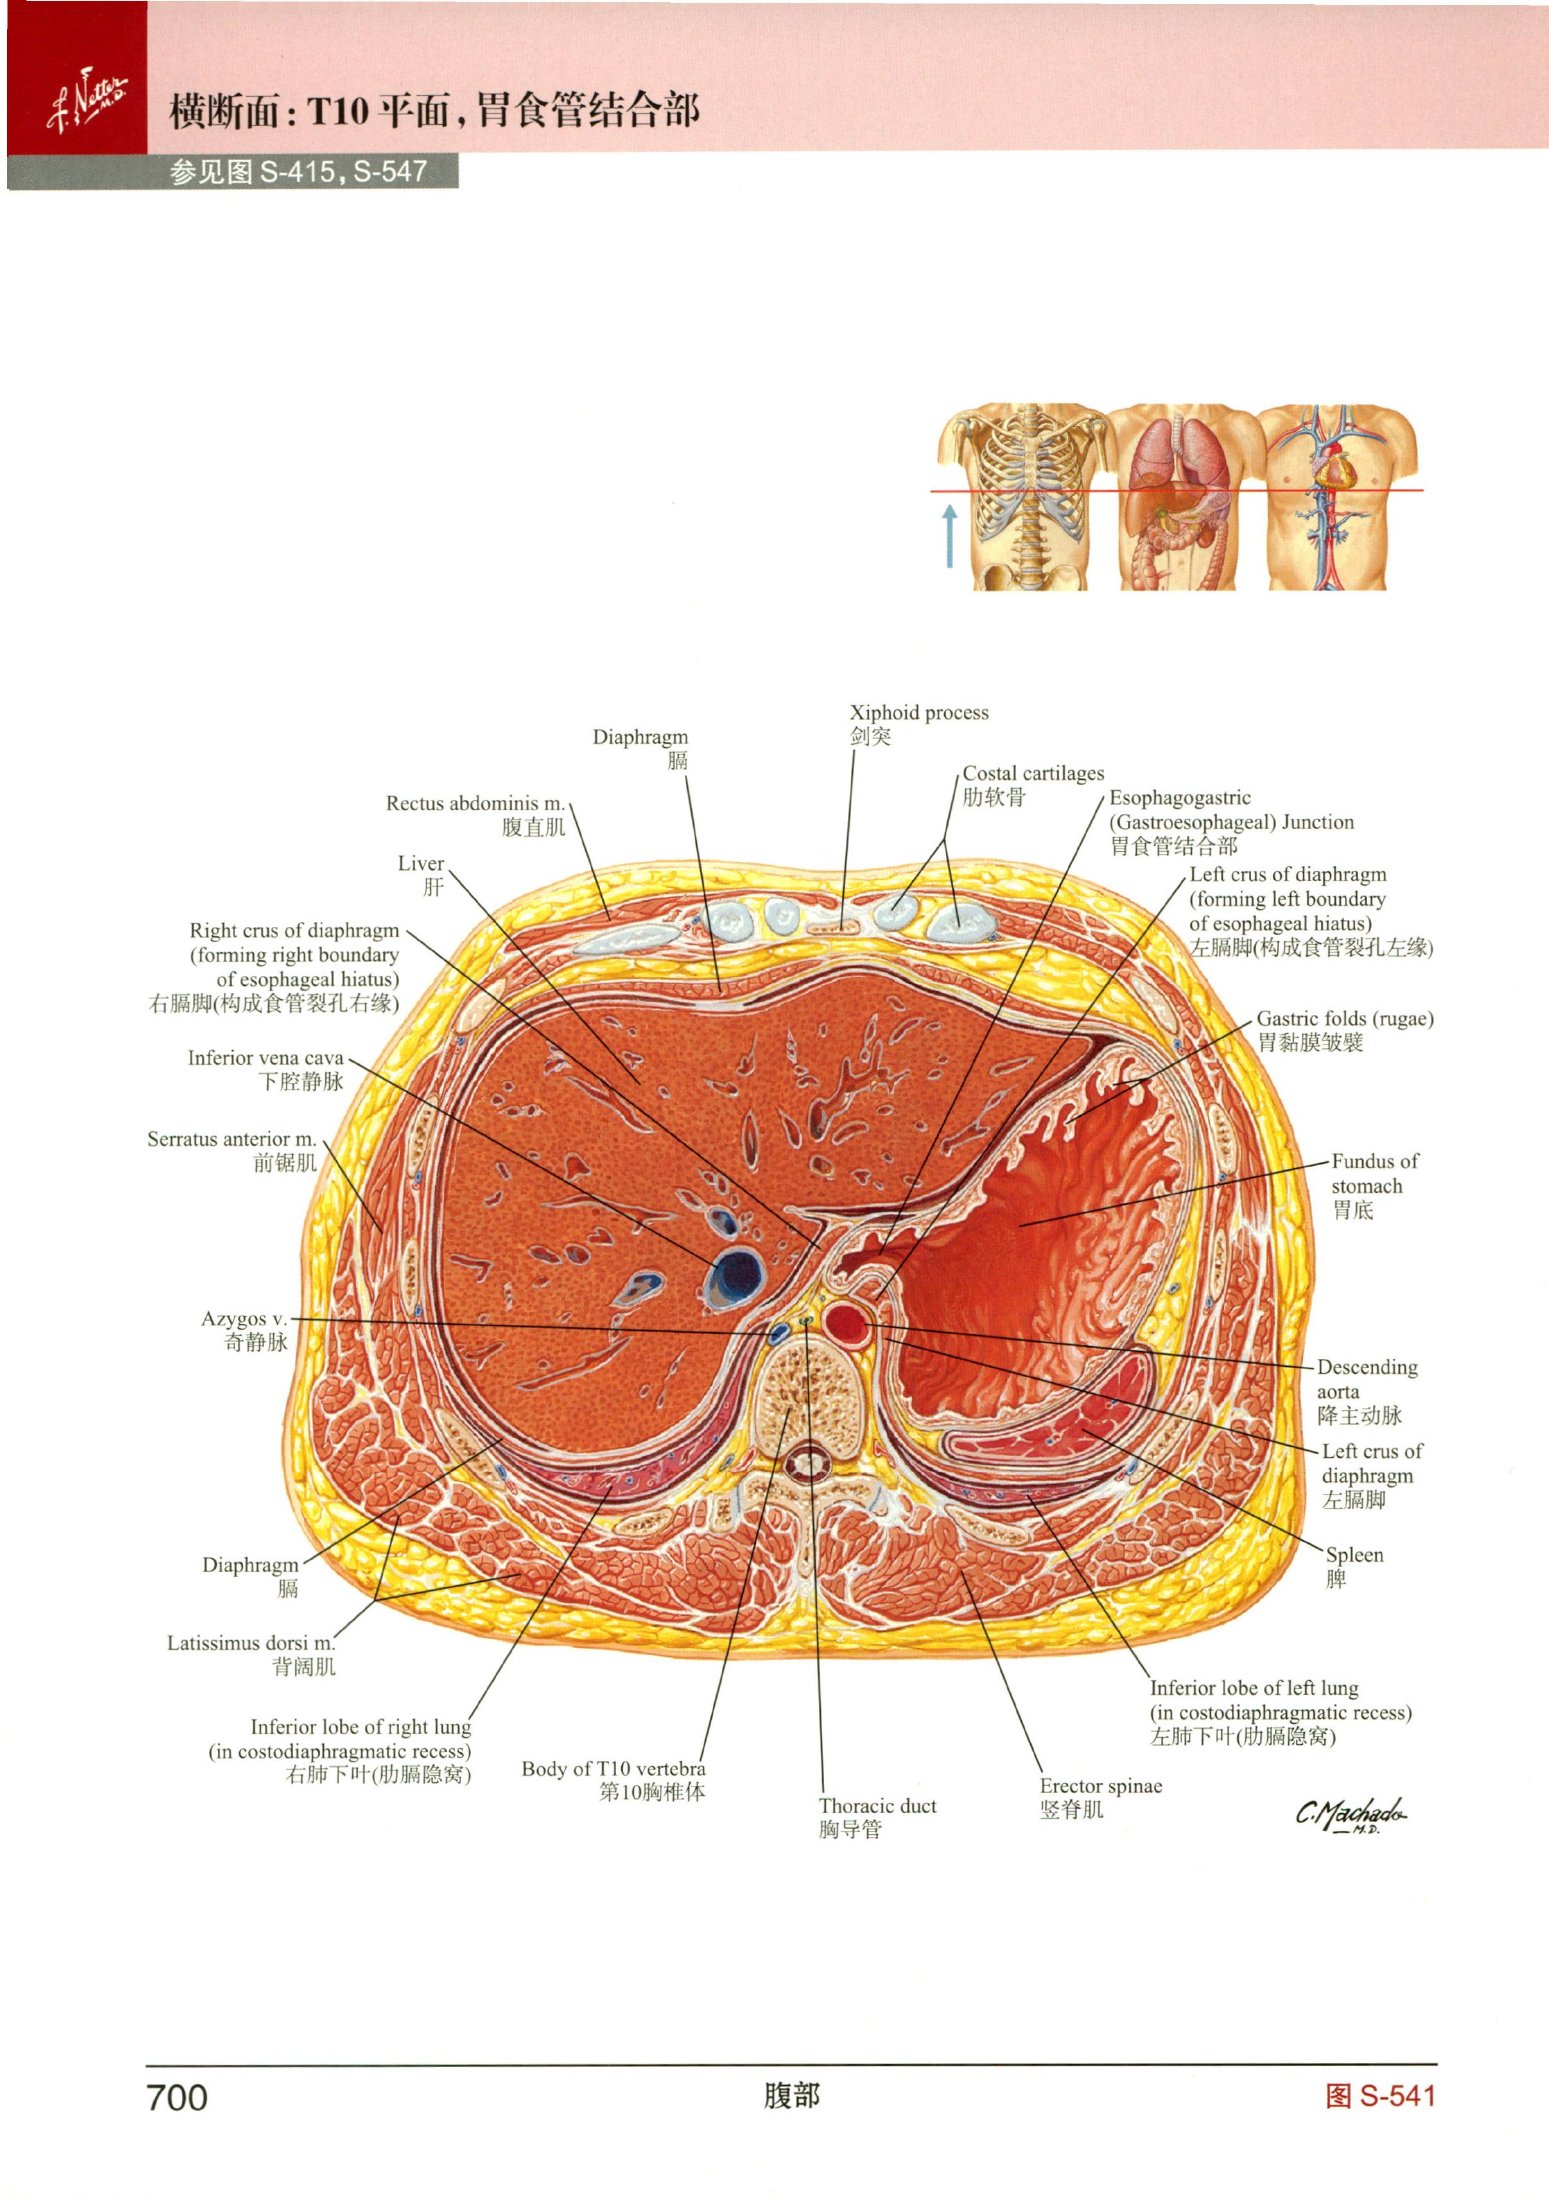 F. Netter
M.D.
横断面：T10 平面，胃食管结合部
参见图 S-415, S-547
Xiphoid process
剑突
Diaphragm
膈
Costal cartilages
肋软骨
Rectus abdominis m.
腹直肌
Esophagogastric
(Gastroesophageal) Junction
胃食管结合部
Liver
肝
Left crus of diaphragm
(forming left boundary
of esophageal hiatus)
左膈脚(构成食管裂孔左缘)
Right crus of diaphragm
(forming right boundary
of esophageal hiatus)
右膈脚(构成食管裂孔右缘)
Gastric folds (rugae)
胃黏膜皱襞
Inferior vena cava
下腔静脉
Serratus anterior m.
前锯肌
Fundus of
stomach
胃底
Azygos v.
奇静脉
Descending
aorta
降主动脉
Left crus of
diaphragm
左膈脚
Diaphragm
膈
Spleen
脾
Latissimus dorsi m.
背阔肌
Inferior lobe of left lung
(in costodiaphragmatic recess)
左肺下叶(肋膈隐窝)
Inferior lobe of right lung
(in costodiaphragmatic recess)
右肺下叶(肋膈隐窝)
Body of T10 vertebra
第10胸椎体
Erector spinae
竖脊肌
Thoracic duct
胸导管
C.Machado
M.D.
700
腹部
图 S-541